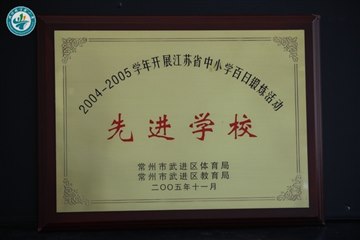 2004-2005学年开展江苏省中小学百日锻炼活动
先进学校
常州市武进区体育局
常州市武进区教育局
二〇〇五年十一月